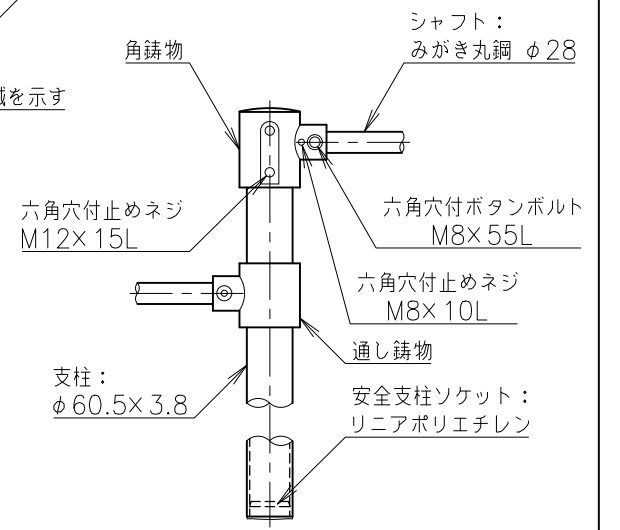 シャフト：
みがき丸鋼 φ28
角鋳物
を示す
六角穴付止めネジ
M12×15L
六角穴付ボタンボルト
M8×55L
六角穴付止めネジ
M8×10L
通し鋳物
支柱：
φ60.5×3.8
安全支柱ソケット：
リニアポリエチレン